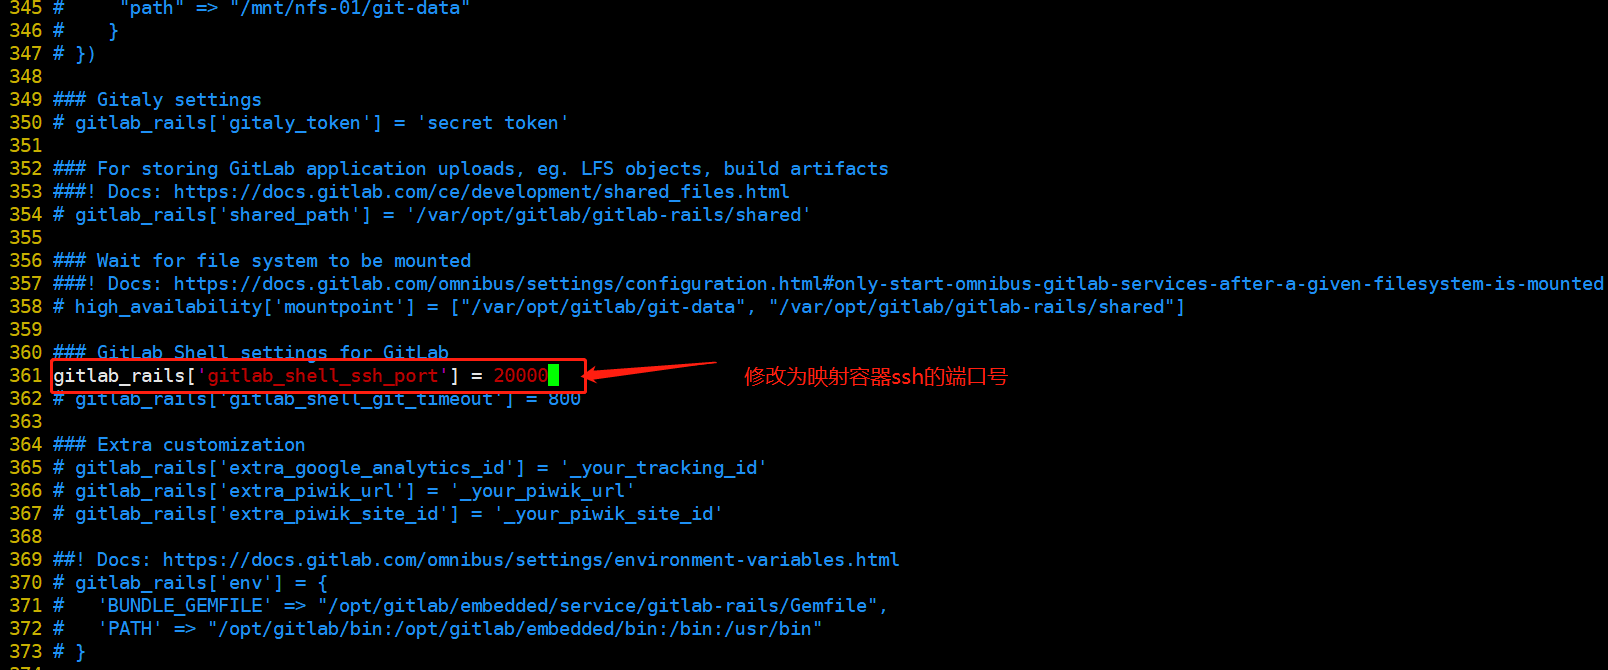 345 #     "path" => "/mnt/nfs-01/git-data"
346 #    }
347 # })
348
349 ### Gitaly settings
350 # gitlab_rails['gitaly_token'] = 'secret token'
351
352 ### For storing GitLab application uploads, eg. LFS objects, build artifacts
353 ###! Docs: https://docs.gitlab.com/ce/development/shared_files.html
354 # gitlab_rails['shared_path'] = '/var/opt/gitlab/gitlab-rails/shared'
355
356 ### Wait for file system to be mounted
357 ###! Docs: https://docs.gitlab.com/omnibus/settings/configuration.html#only-start-omnibus-gitlab-services-after-a-given-filesystem-is-mounted
358 # high_availability['mountpoint'] = ["/var/opt/gitlab/git-data", "/var/opt/gitlab/gitlab-rails/shared"]
359
360 ### GitLab Shell settings for GitLab
361 gitlab_rails['gitlab_shell_ssh_port'] = 20000
修改为映射容器ssh的端口号
362 # gitlab_rails['gitlab_shell_git_timeout'] = 800
363
364 ### Extra customization
365 # gitlab_rails['extra_google_analytics_id'] = '_your_tracking_id'
366 # gitlab_rails['extra_piwik_url'] = '_your_piwik_url'
367 # gitlab_rails['extra_piwik_site_id'] = '_your_piwik_site_id'
368
369 ##! Docs: https://docs.gitlab.com/omnibus/settings/environment-variables.html
370 # gitlab_rails['env'] = {
371 #   'BUNDLE_GEMFILE' => "/opt/gitlab/embedded/service/gitlab-rails/Gemfile",
372 #   'PATH' => "/opt/gitlab/bin:/opt/gitlab/embedded/bin:/bin:/usr/bin"
373 # }